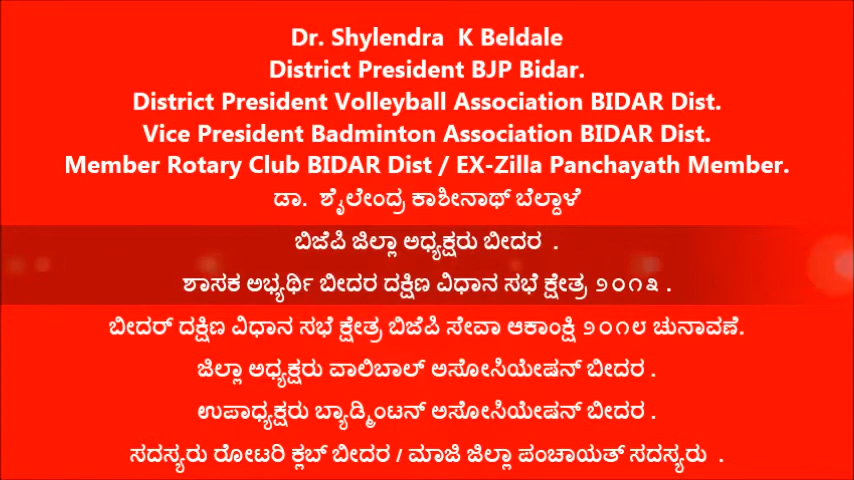 Dr. Shylendra K Beldale
District President BJP Bidar.
District President Volleyball Association BIDAR Dist.
Vice President Badminton Association BIDAR Dist.
Member Rotary Club BIDAR Dist / EX-Zilla Panchayath Member.
ಡಾ. ಶೈಲೇಂದ್ರ ಕಾಶೀನಾಥ್ ಬೆಲ್ದಾಳೆ
ಬಿಜೆಪಿ ಜಿಲ್ಲಾ ಅಧ್ಯಕ್ಷರು ಬೀದರ .
ಶಾಸಕ ಅಭ್ಯರ್ಥಿ ಬೀದರ ದಕ್ಷಿಣ ವಿಧಾನ ಸಭೆ ಕ್ಷೇತ್ರ ೨೦೧೩ .
ಬೀದರ್ ದಕ್ಷಿಣ ವಿಧಾನ ಸಭೆ ಕ್ಷೇತ್ರ ಬಿಜೆಪಿ ಸೇವಾ ಆಕಾಂಕ್ಷಿ ೨೦೧೮ ಚುನಾವಣೆ.
ಜಿಲ್ಲಾ ಅಧ್ಯಕ್ಷರು ವಾಲಿಬಾಲ್ ಅಸೋಸಿಯೇಷನ್ ಬೀದರ .
ಉಪಾಧ್ಯಕ್ಷರು ಬ್ಯಾಡ್ಮಿಂಟನ್ ಅಸೋಸಿಯೇಷನ್ ಬೀದರ .
ಸದಸ್ಯರು ರೋಟರಿ ಕ್ಲಬ್ ಬೀದರ / ಮಾಜಿ ಜಿಲ್ಲಾ ಪಂಚಾಯತ್ ಸದಸ್ಯರು .